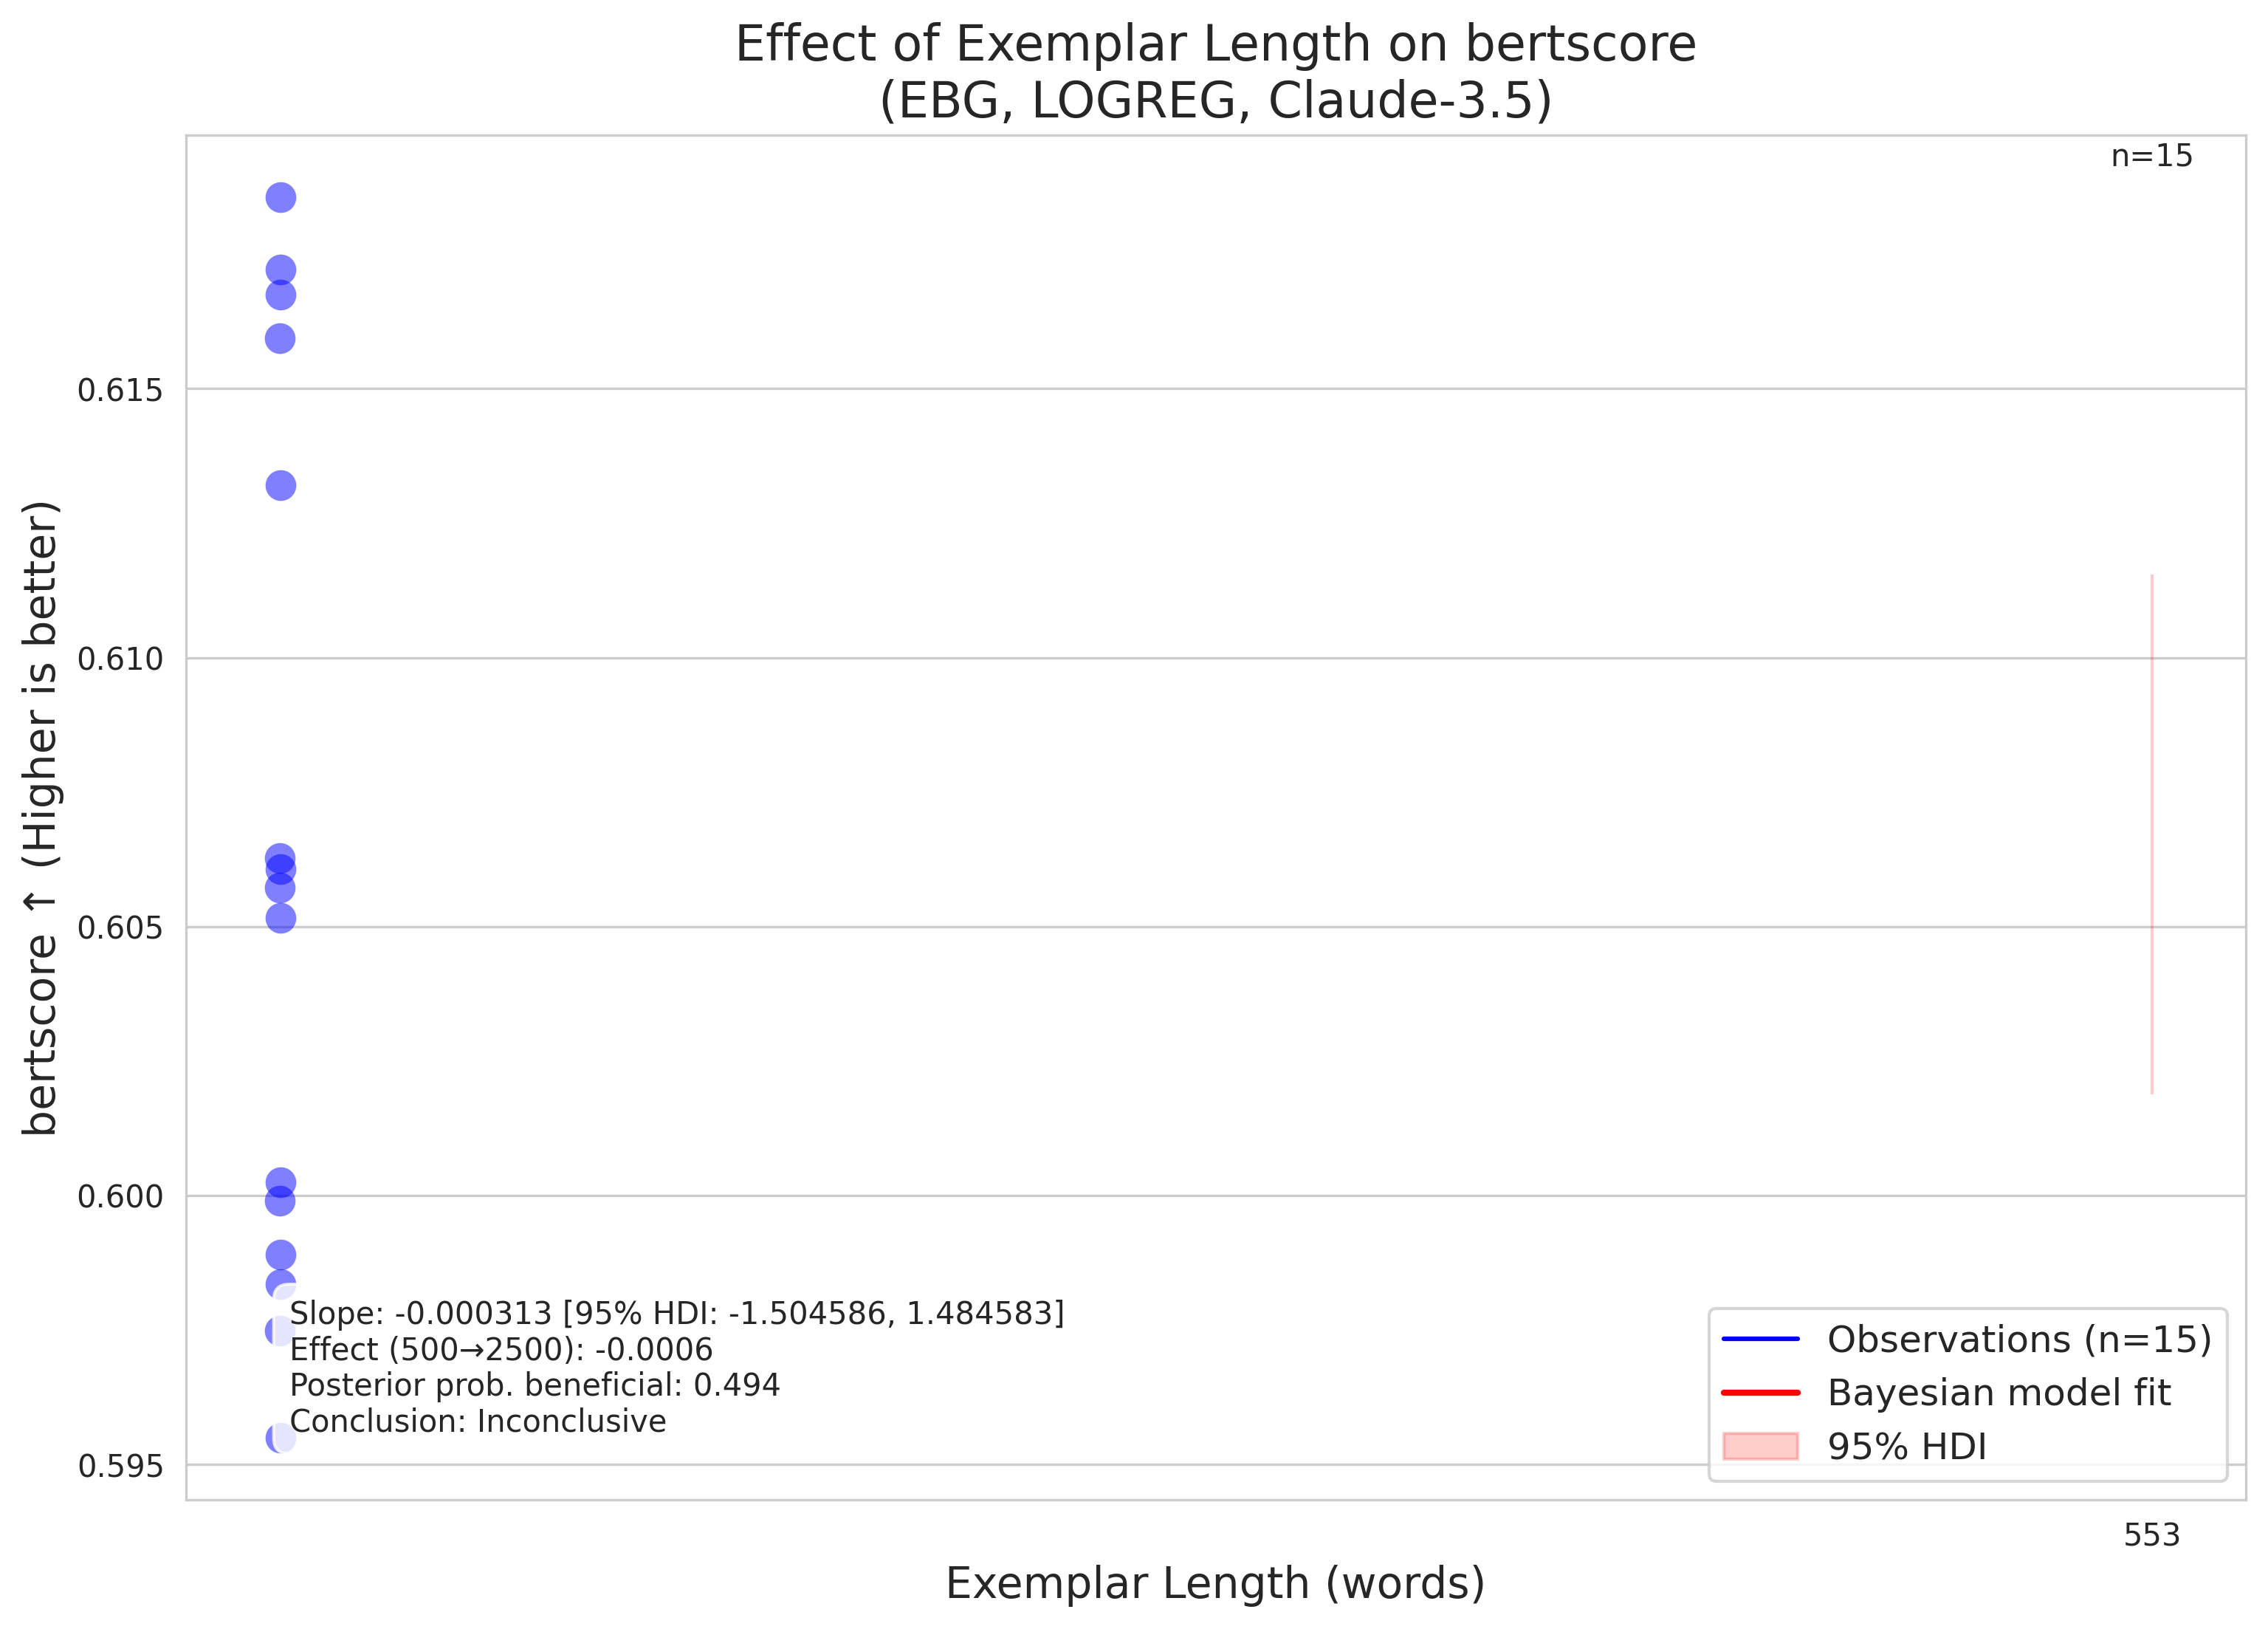 Effect of Exemplar Length on bertscore
(EBG, LOGREG, Claude-3.5)
n=15
bertscore ↑ (Higher is better)
0.615
0.610
0.605
0.600
0.595
Slope: -0.000313 [95% HDI: -1.504586, 1.484583]
Effect (500→2500): -0.0006
Posterior prob. beneficial: 0.494
Conclusion: Inconclusive
Observations (n=15)
Bayesian model fit
95% HDI
553
Exemplar Length (words)